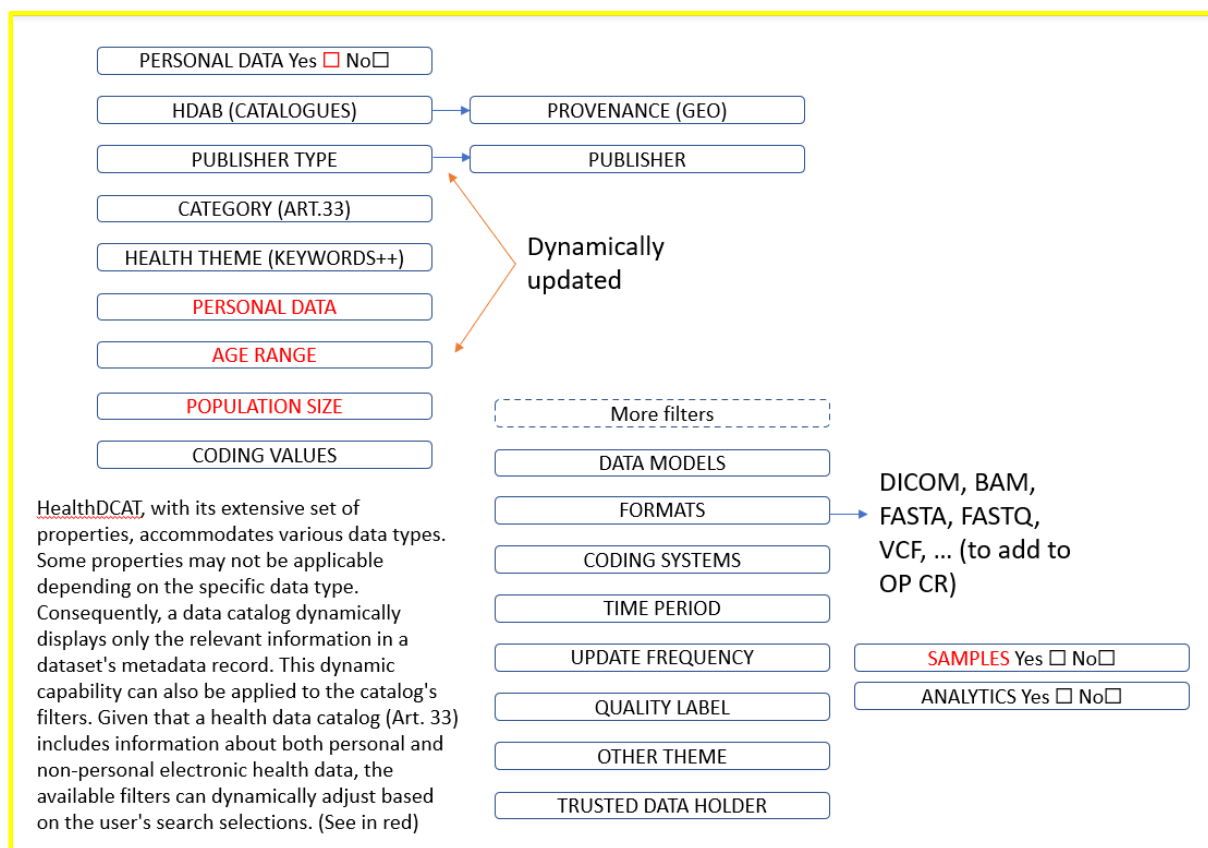 PERSONAL DATA Yes ☐ No☐
HDAB (CATALOGUES)
PROVENANCE (GEO)
PUBLISHER TYPE
PUBLISHER
CATEGORY (ART.33)
HEALTH THEME (KEYWORDS++)
PERSONAL DATA
AGE RANGE
POPULATION SIZE
CODING VALUES
Dynamically
updated
HealthDCAT, with its extensive set of
properties, accommodates various data types.
Some properties may not be applicable
depending on the specific data type.
Consequently, a data catalog dynamically
displays only the relevant information in a
dataset's metadata record. This dynamic
capability can also be applied to the catalog's
filters. Given that a health data catalog (Art. 33)
includes information about both personal and
non-personal electronic health data, the
available filters can dynamically adjust based
on the user's search selections. (See in red)
More filters
DATA MODELS
FORMATS
CODING SYSTEMS
TIME PERIOD
UPDATE FREQUENCY
QUALITY LABEL
OTHER THEME
TRUSTED DATA HOLDER
DICOM, BAM,
FASTA, FASTQ,
VCF, ... (to add to
OP CR)
SAMPLES Yes ☐ No☐
ANALYTICS Yes ☐ No☐